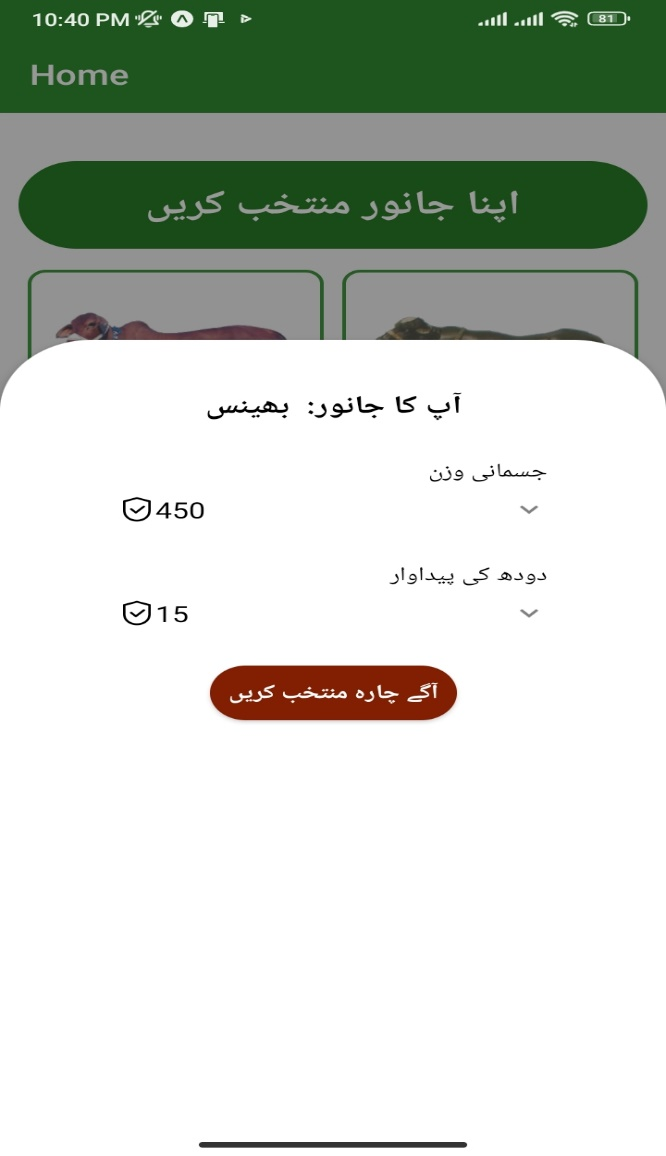 10:40 PM
81
Home
اپنا جانور منتخب کریں
آپ کا جانور: بھینس
جسمانی وزن
450
دودھ کی پیداوار
15
آگے چارہ منتخب کریں